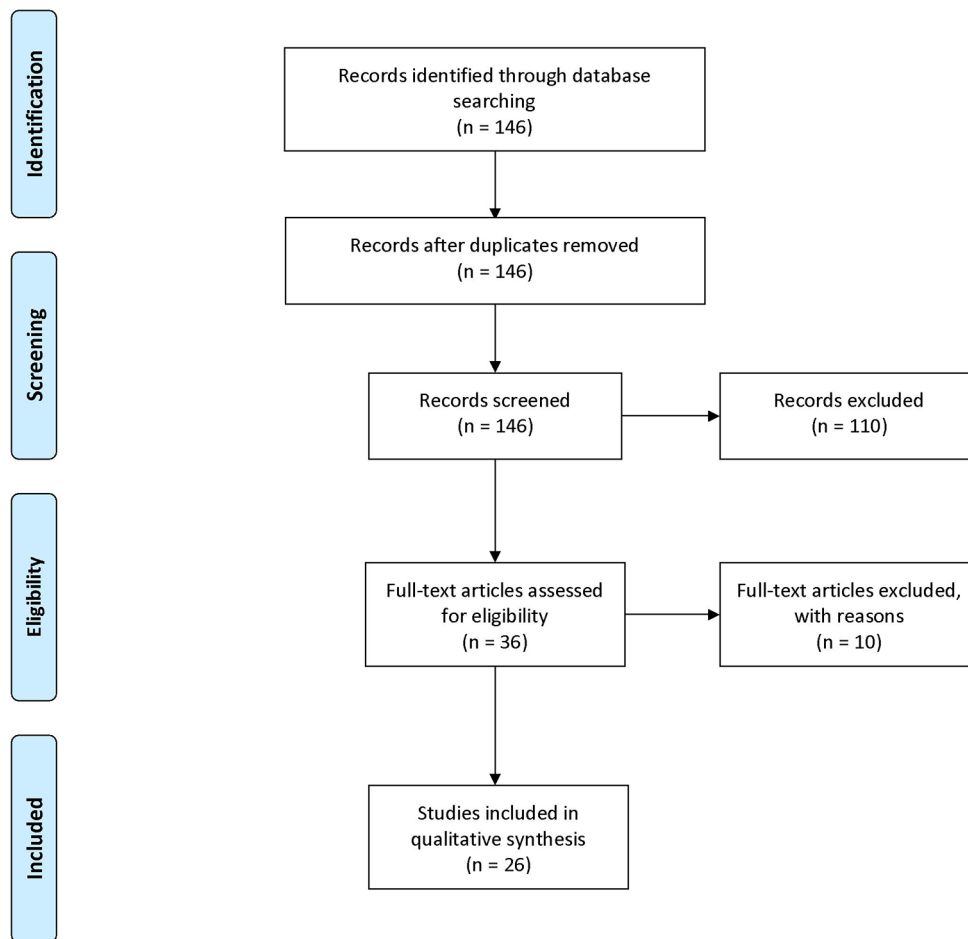 Identification
Records identified through database
searching
(n = 146)
Records after duplicates removed
(n = 146)
Screening
Records screened
(n = 146)
Records excluded
(n = 110)
Eligibility
Full-text articles assessed
for eligibility
(n = 36)
Full-text articles excluded,
with reasons
(n = 10)
Included
Studies included in
qualitative synthesis
(n = 26)